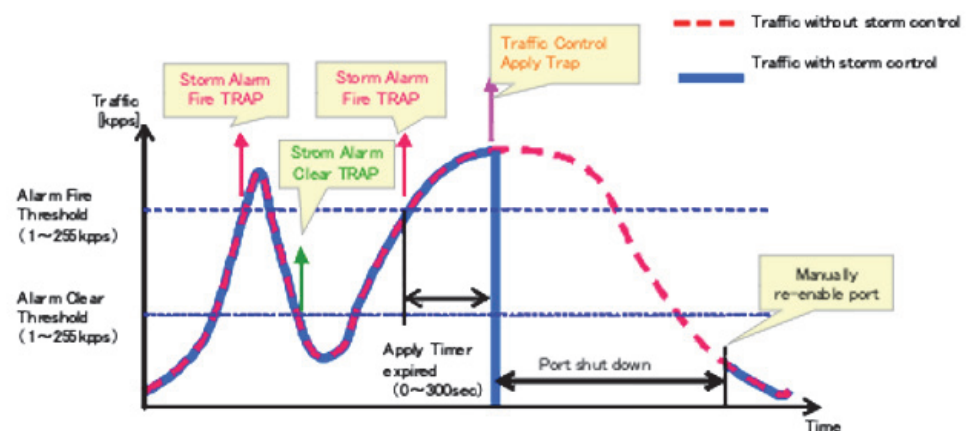 Traffic without storm control
Traffic with storm control
Traffic Control
Apply Trap
Storm Alarm
Fire TRAP
Storm Alarm
Fire TRAP
Strom Alarm
Clear TRAP
Traffic
[kpps]
Alarm Fire
Threshold
(1～255kpps)
Alarm Clear
Threshold
(1～255kpps)
Manually
re-enable port
Apply Timer
expired
(0～300sec)
Port shut down
Time